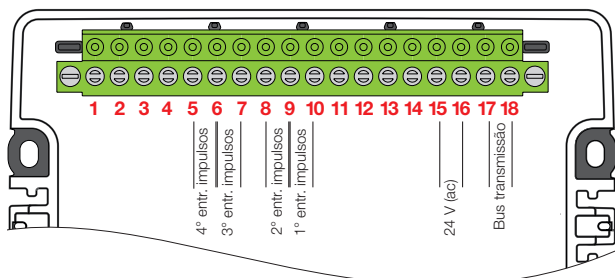 1 2 3 4 5 6 7 8 9 10 11 12 13 14 15 16 17 18
4° entr. impulsos
3° entr. impulsos
2° entr. impulsos
1° entr. impulsos
24 V (ac)
Bus transmissão